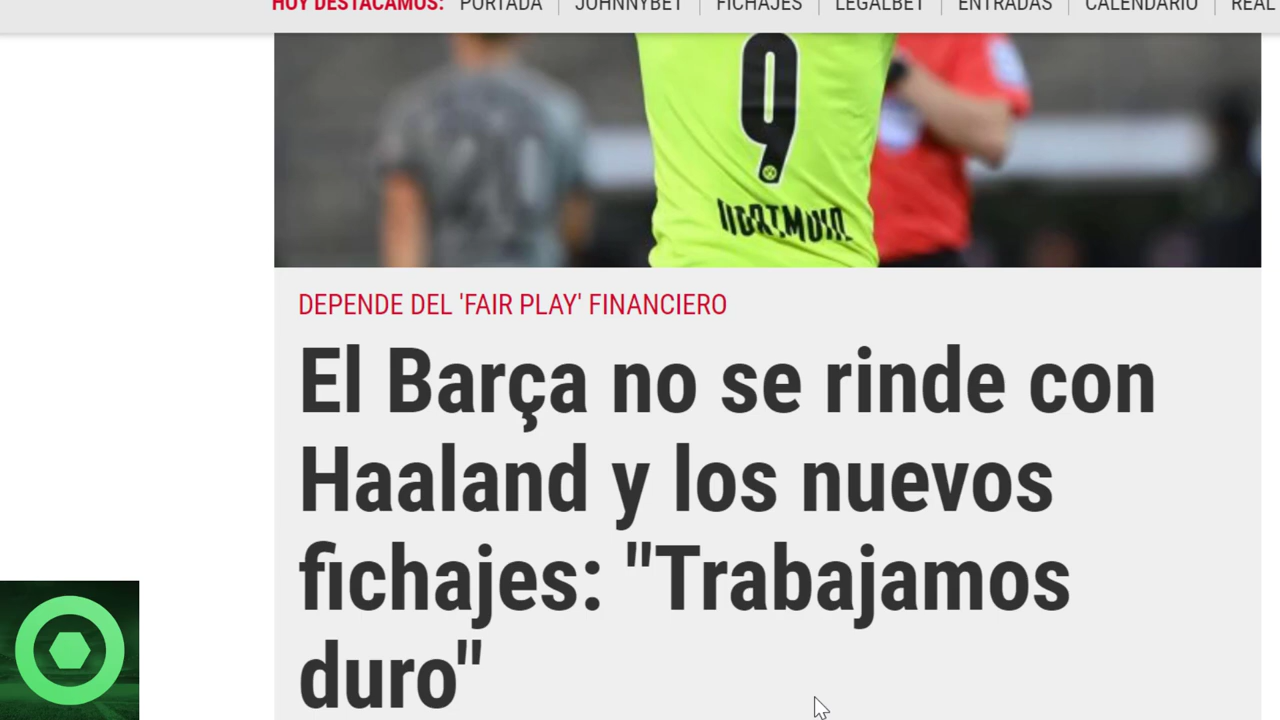 HOY DESTACAMOS: PORTADA JOHNNYBET FICHAJES LEGALBET ENTRADAS CALENDARIO REAL
9
DORTMUND
DEPENDE DEL 'FAIR PLAY' FINANCIERO
El Barça no se rinde con
Haaland y los nuevos
fichajes: "Trabajamos
duro"